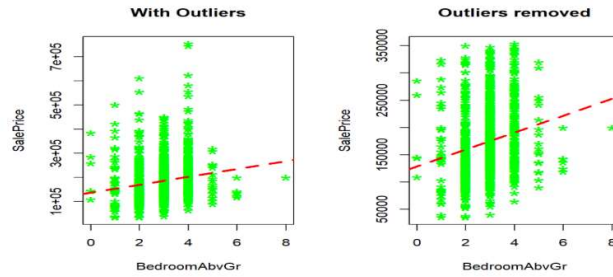 With Outliers
SalePrice
7e+05
5e+05
3e+05
1e+05
0 2 4 6 8
BedroomAbvGr
Outliers removed
SalePrice
350000
250000
150000
50000
0 2 4 6 8
BedroomAbvGr